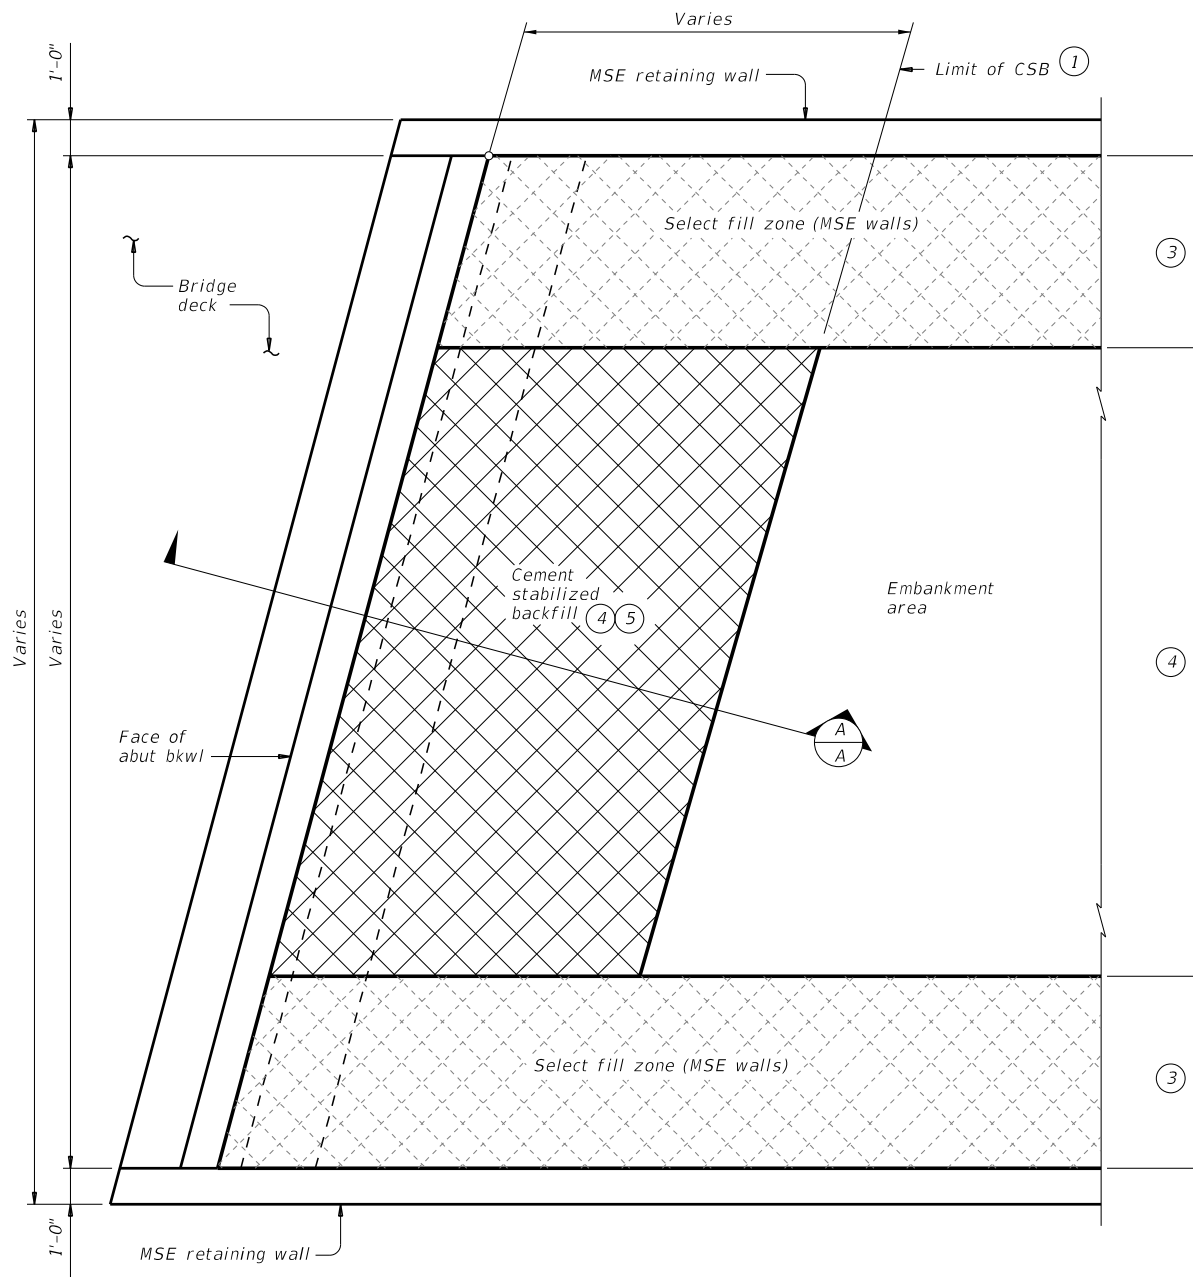 Varies
1'-0"
MSE retaining wall
Limit of CSB 1
Select fill zone (MSE walls)
3
Bridge
deck
Cement
stabilized
backfill 4 5
Embankment
area
Varies
Varies
4
Face of
abut bkwl
A
A
Select fill zone (MSE walls)
3
1'-0"
MSE retaining wall